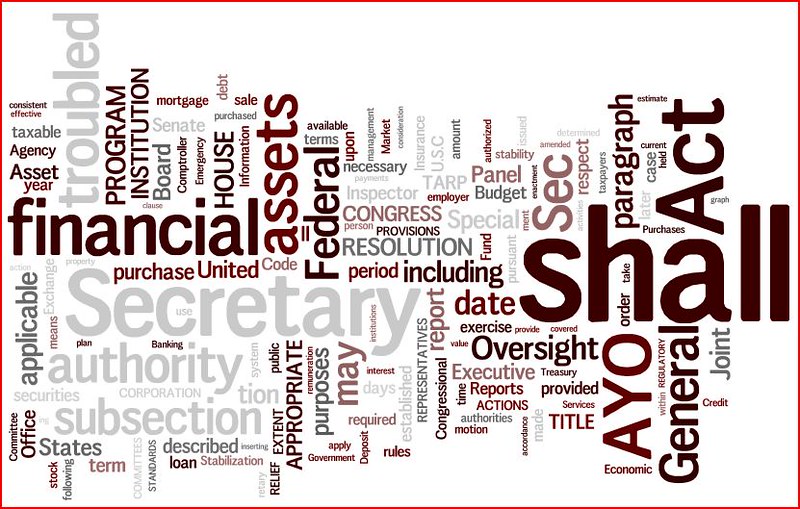 troubled
consistent
effective
taxable
Agency
Asset
year
PROGRAM
INSTITUTION
clause
mortgage
debt
sale
purchased
Senate
Board
Comptroller
Emergency
HOUSE
Information
assets
available
terms
upon
Federal
=
necessary
management
payments
Market
consideration
Insurance
U.S.C
amount
TARP
Inspector
employer
CONGRESS
person
PROVISIONS
RESOLUTION
authorized
issued
stability
Panel
Budget
enactment
Special
ment
Sec
amended
determined
activities
respect
taxpayers
estimate
paragraph
later
case
current
held
Act
graph
Purchases
financial
shall
action
Exchange
property
purchase
United
Code
period
including
Fund
pursuant
Secretary
use
institutions
report
date
exercise
provide
covered
order
take
applicable
means
plan
Banking
authority
system
public
value
Oversight
Executive
Treasury
AYO
General
REGULATORY
within
Joint
Credit
securities
CORPORATION
tion
APPROPRIATE
remuneration
purposes
may
interest
days
established
REPRESENTATIVES
Congressional
time
Reports
ACTIONS
authorities
motion
provided
Services
made
accordance
TITLE
Economic
subsection
Committee
Office
ing
States
stock
following
term
COMMITTEES
STANDARDS
described
inserting
loan
Stabilization
retary
RELIEF
EXTENT
required
apply
Government
Deposit
rules